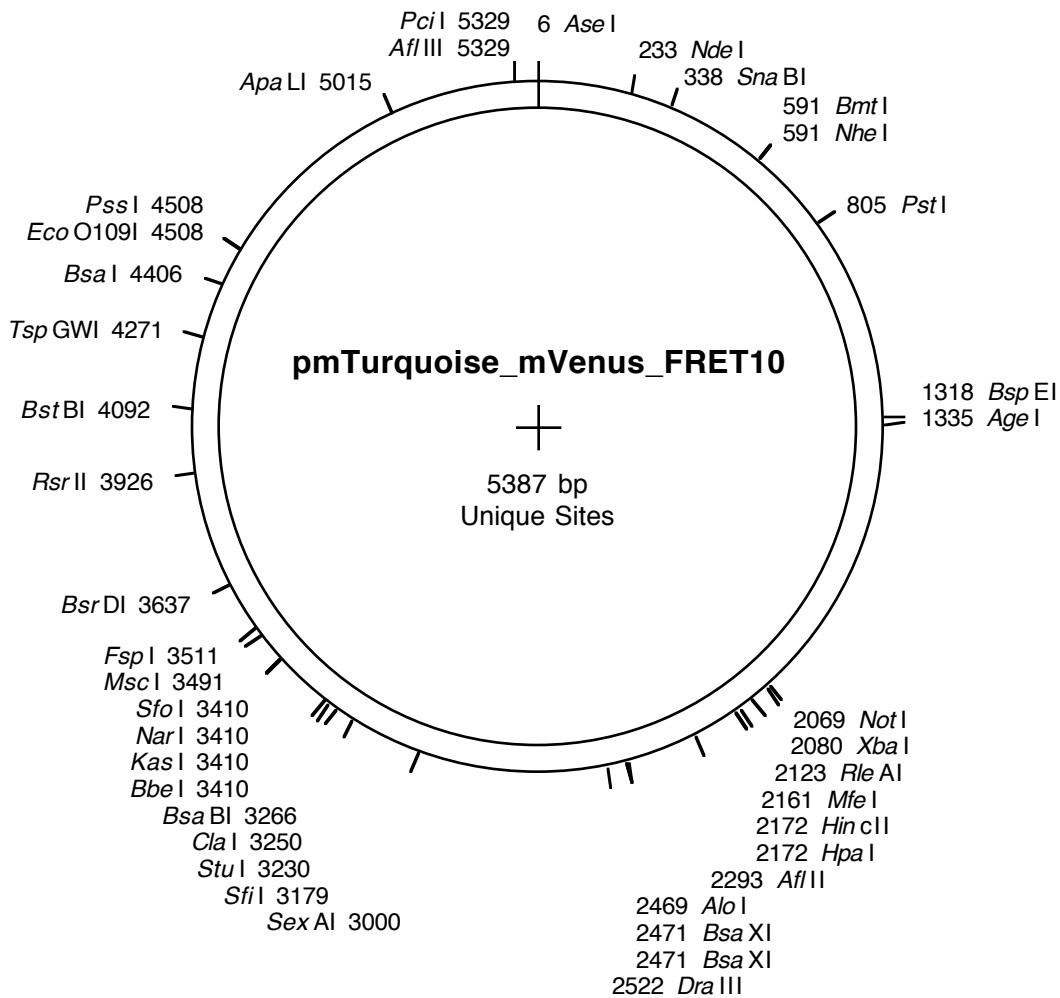 Pci I 5329
Afl III 5329
6 Ase I
233 Nde I
338 Sna BI
591 Bmt I
591 Nhe I
805 Pst I
1318 Bsp EI
1335 Age I
2069 Not I
2080 Xba I
2123 Rle AI
2161 Mfe I
2172 Hin cII
2172 Hpa I
2293 Afl II
2469 Alo I
2471 Bsa XI
2471 Bsa XI
2522 Dra III
Apa LI 5015
Pss I 4508
Eco O109I 4508
Bsa I 4406
Tsp GWI 4271
Bst BI 4092
Rsr II 3926
Bsr DI 3637
Fsp I 3511
Msc I 3491
Sfo I 3410
Nar I 3410
Kas I 3410
Bbe I 3410
Bsa BI 3266
Cla I 3250
Stu I 3230
Sfi I 3179
Sex AI 3000
pmTurquoise_mVenus_FRET10
5387 bp
Unique Sites